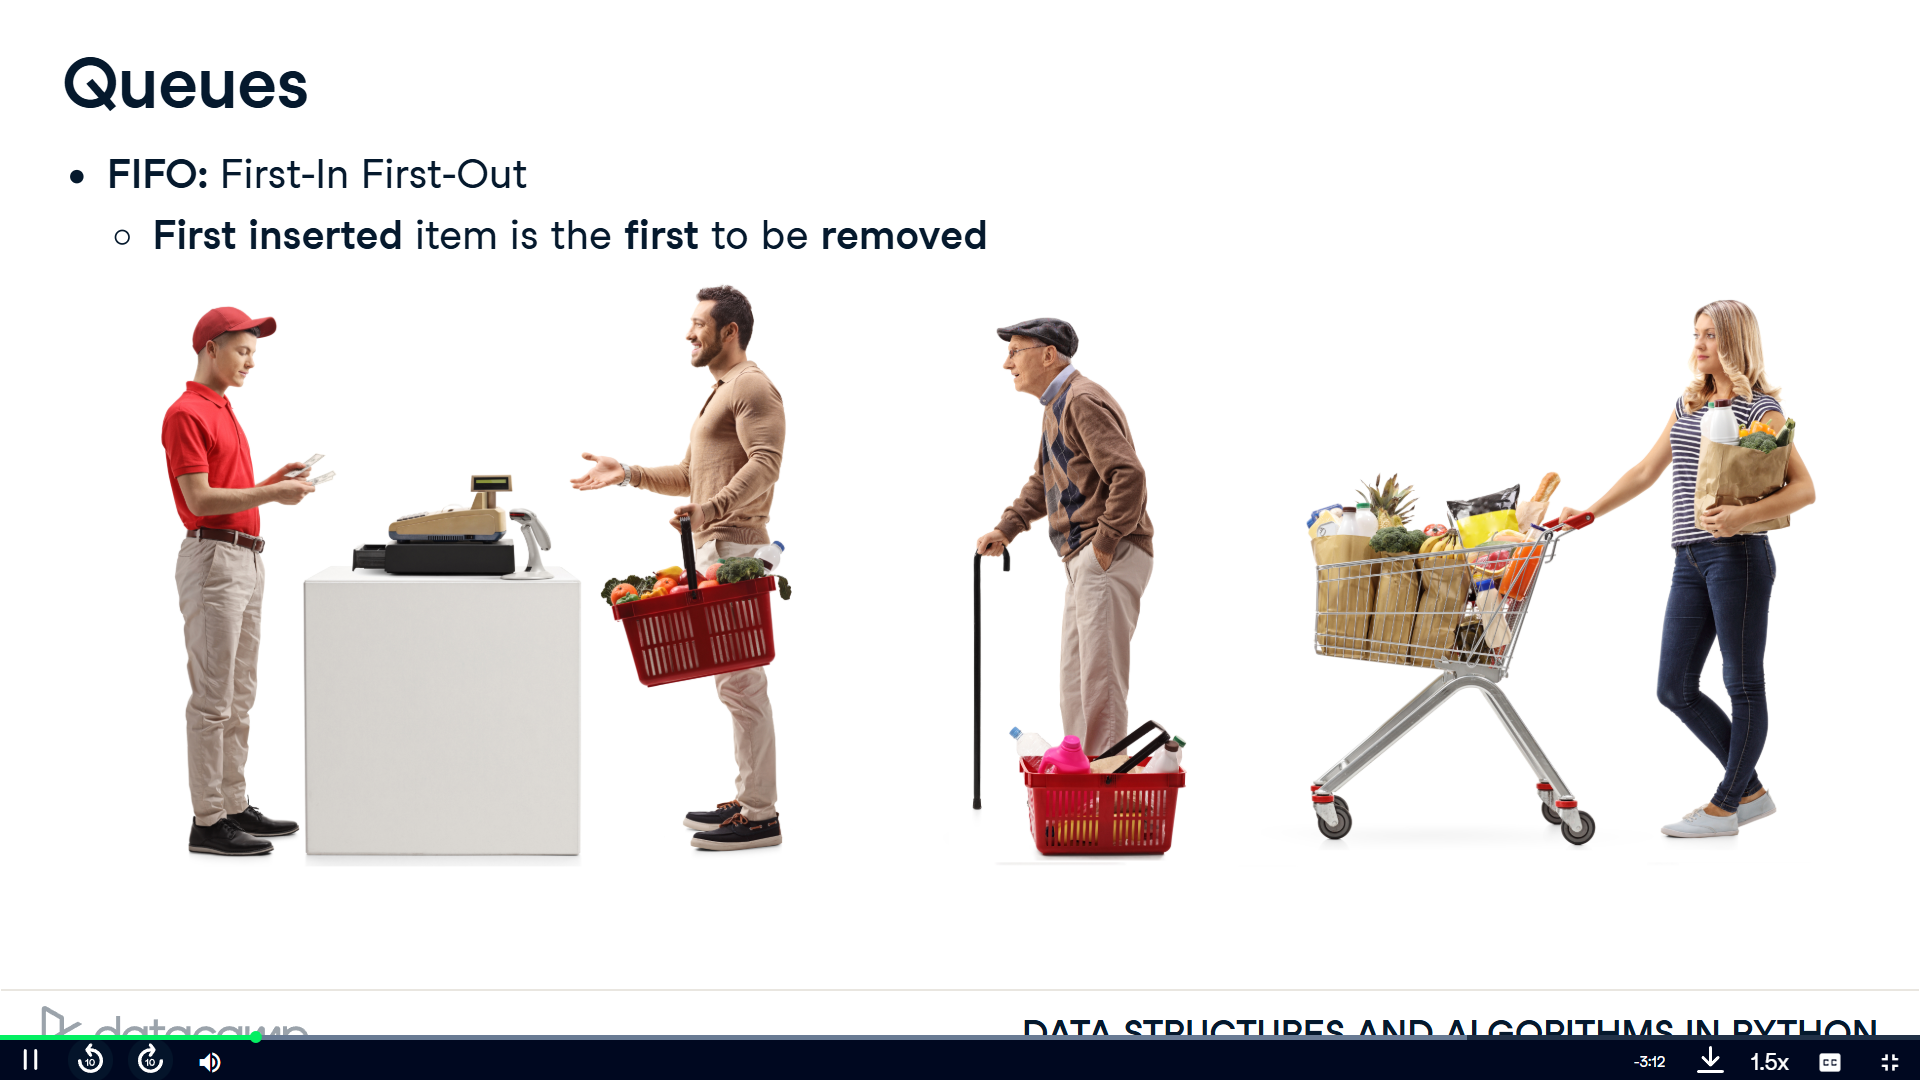 Queues
• FIFO: First-In First-Out
○ First inserted item is the first to be removed
datacamp
DATA STRUCTURES AND ALGORITHMS IN PYTHON
10
10
-3:12
1.5x
CC